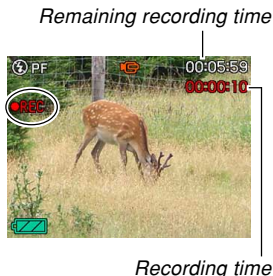 Remaining recording time
PF
00:05:59
00:00:10
●REC
Recording time